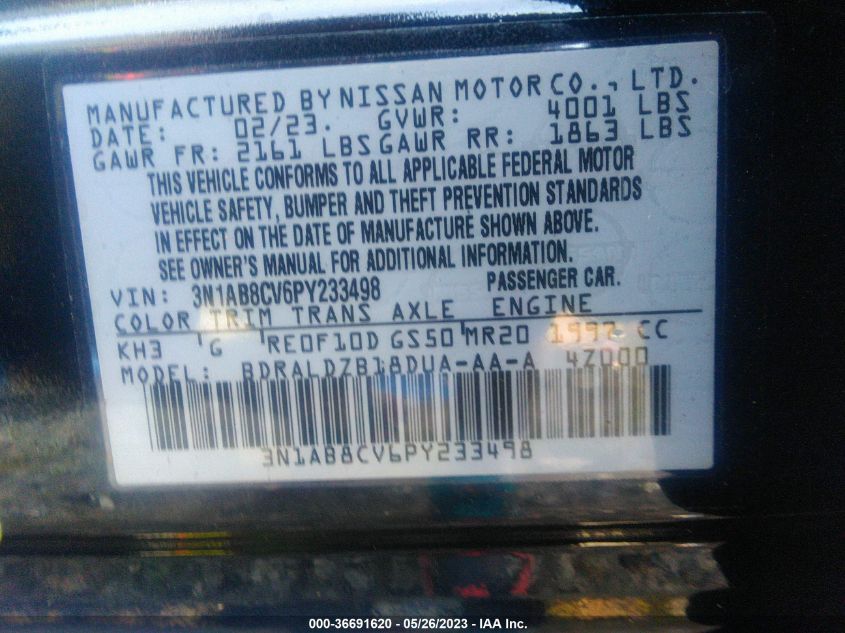 MANUFACTURED BY NISSAN MOTOR CO., LTD.
DATE: 02/23. GVWR: 4001 LBS
GAWR FR: 2161 LBS GAWR RR: 1863 LBS
THIS VEHICLE CONFORMS TO ALL APPLICABLE FEDERAL MOTOR
VEHICLE SAFETY, BUMPER AND THEFT PREVENTION STANDARDS
IN EFFECT ON THE DATE OF MANUFACTURE SHOWN ABOVE.
SEE OWNER'S MANUAL FOR ADDITIONAL INFORMATION.
VIN: 3N1AB8CV6PY233498 PASSENGER CAR.
COLOR TRIM TRANS AXLE ENGINE
KH3 G RE0F10D GS50 MR20 1997 CC
MODEL: BDRALDZB18DUA-AA-A 4Z000
3N1AB8CV6PY233498
000-36691620 — 05/26/2023 - IAA Inc.